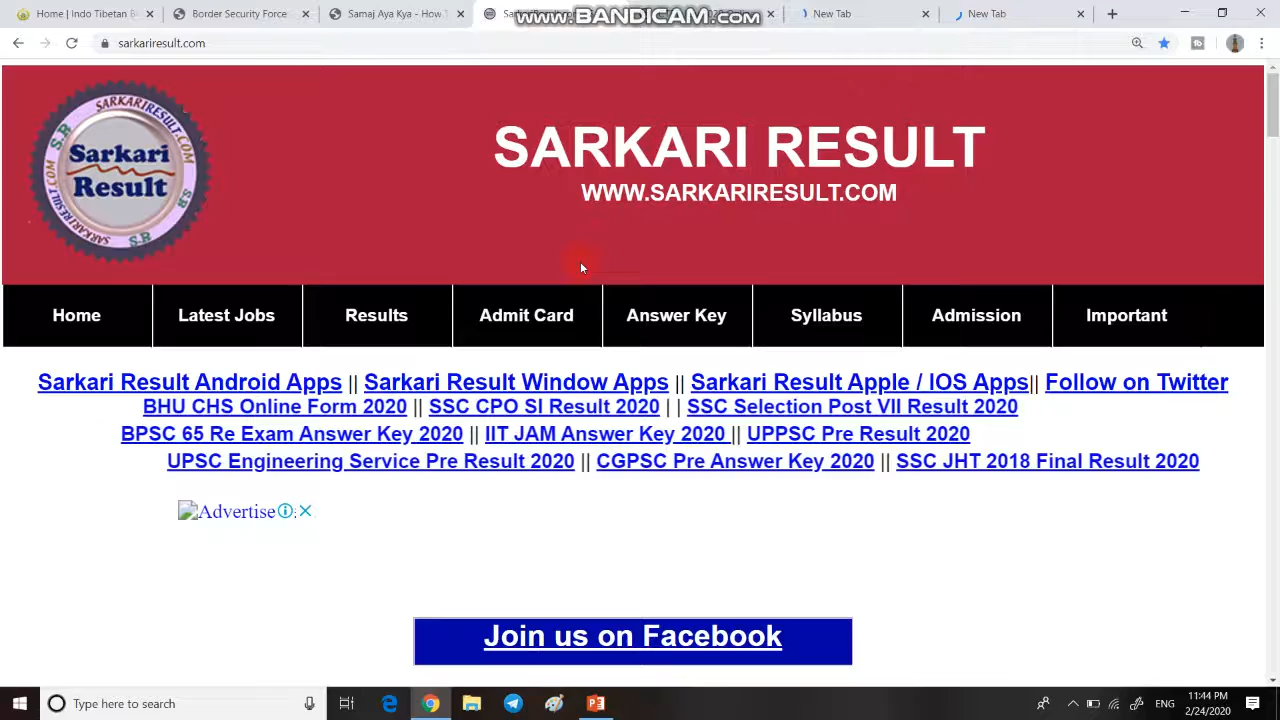 Home | Indo Tibetan B
Border Security Force
Samaj Aya Kya - How T
New Tab
New Tab
www.BANDICAM.com
sarkariresult.com
SARKARIRESULT.COM
S.R
Sarkari
Result
SARKARI RESULT
WWW.SARKARIRESULT.COM
Home
Latest Jobs
Results
Admit Card
Answer Key
Syllabus
Admission
Important
Sarkari Result Android Apps || Sarkari Result Window Apps || Sarkari Result Apple / IOS Apps|| Follow on Twitter
BHU CHS Online Form 2020 || SSC CPO SI Result 2020 | | SSC Selection Post VII Result 2020
BPSC 65 Re Exam Answer Key 2020 || IIT JAM Answer Key 2020 || UPPSC Pre Result 2020
UPSC Engineering Service Pre Result 2020 || CGPSC Pre Answer Key 2020 || SSC JHT 2018 Final Result 2020
Advertise
Join us on Facebook
Type here to search
ENG
11:44 PM
2/24/2020